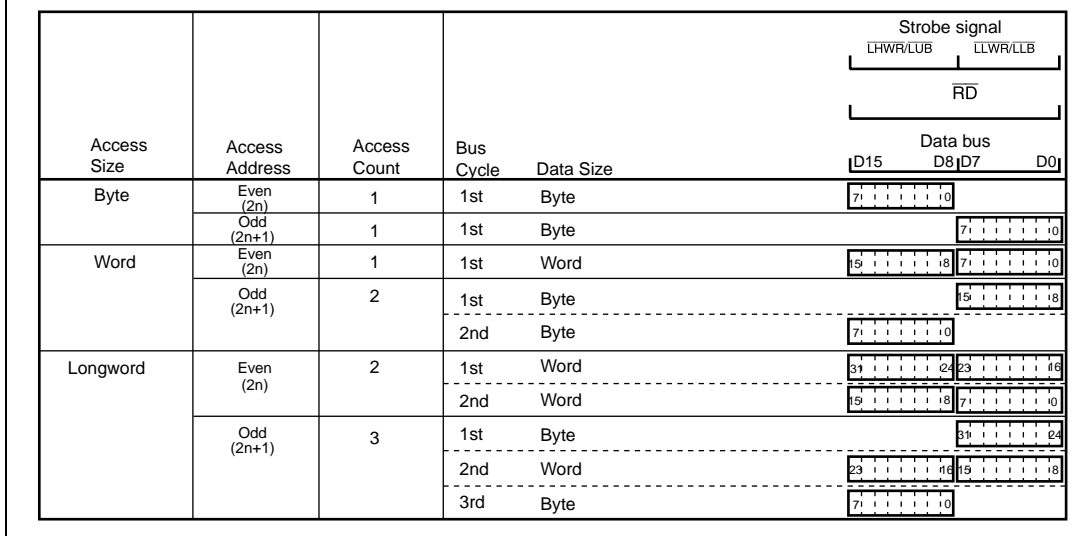 Strobe signal
LHWR/LUB LLWR/LLB
RD
Data bus
Access Size Access Address Access Count Bus Cycle Data Size D15 D8 D7 D0
Byte Even (2n) 1 1st Byte 7 0
Odd (2n+1) 1 1st Byte 7 0
Word Even (2n) 1 1st Word 15 8 7 0
Odd (2n+1) 2 1st Byte 15 8
2nd Byte 7 0
Longword Even (2n) 2 1st Word 31 24 23 16
2nd Word 15 8 7 0
Odd (2n+1) 3 1st Byte 31 24
2nd Word 23 16 15 8
3rd Byte 7 0